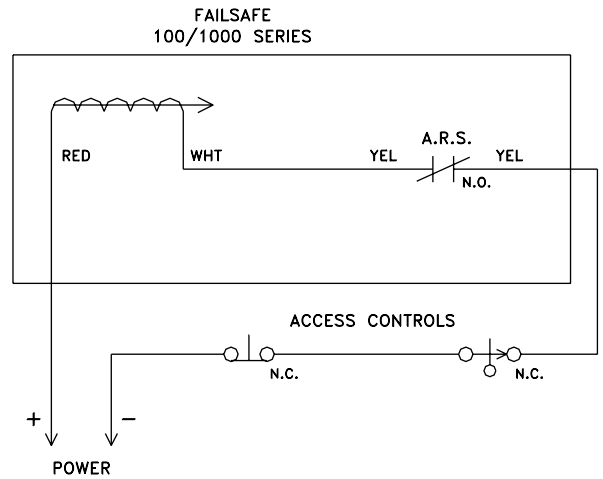 FAILSAFE
100/1000 SERIES
A.R.S.
RED
WHT
YEL
YEL
N.O.
ACCESS CONTROLS
N.C.
N.C.
+
−
POWER